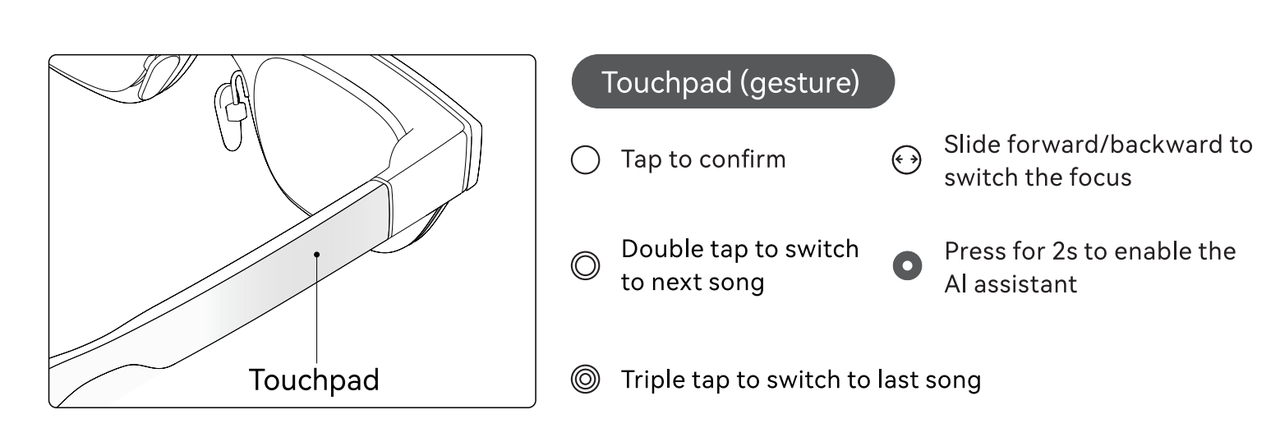 Touchpad (gesture)
Tap to confirm
Slide forward/backward to
switch the focus
Double tap to switch
to next song
Press for 2s to enable the
AI assistant
Triple tap to switch to last song
Touchpad